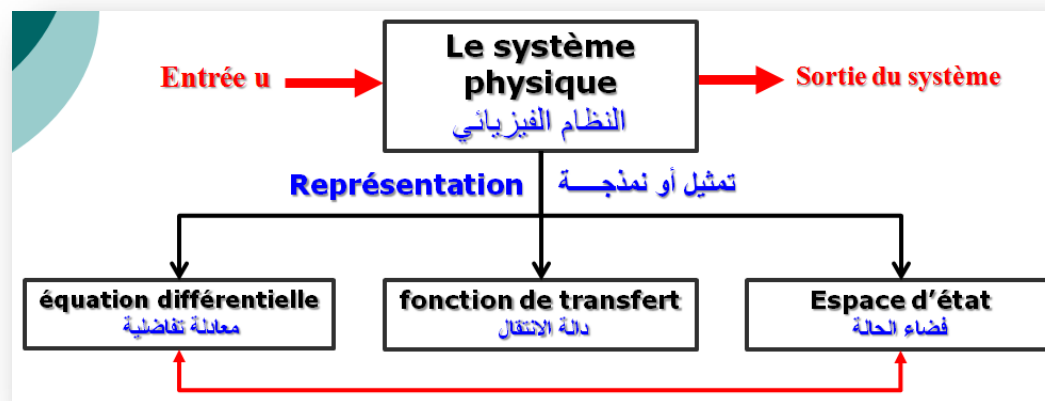 Le système
physique
النظام الفيزيائي
Entrée u
Sortie du système
Représentation
تمثيل أو نمذجـــــة
équation différentielle
معادلة تفاضلية
fonction de transfert
دالة الانتقال
Espace d'état
فضاء الحالة